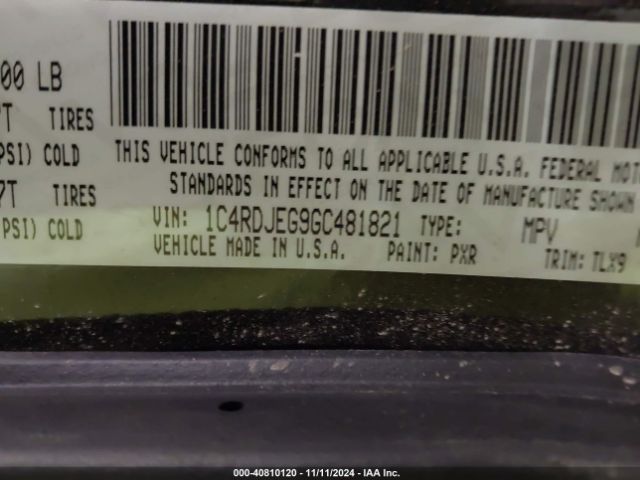 00 LB
7T TIRES
PSI) COLD
7T TIRES
PSI) COLD
THIS VEHICLE CONFORMS TO ALL APPLICABLE U.S.A. FEDERAL MOT
STANDARDS IN EFFECT ON THE DATE OF MANUFACTURE SHOWN
VIN: 1C4RDJEG9GC481821 TYPE: MPV
VEHICLE MADE IN U.S.A. PAINT: PXR TRIM: TLX9
000-40810120 - 11/11/2024 - IAA Inc.